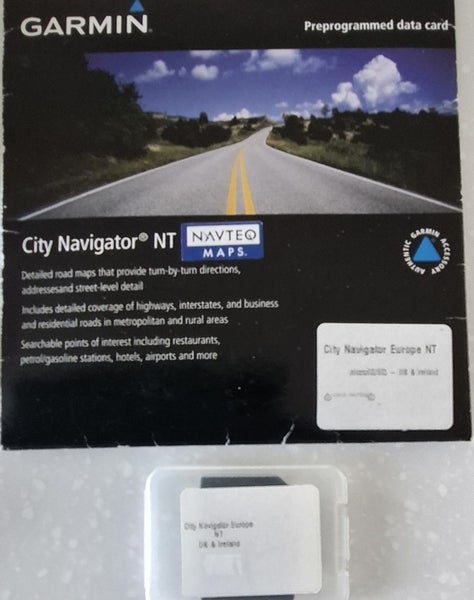 GARMIN
Preprogrammed data card
City Navigator® NT
NAVTEQ
MAPS
Detailed road maps that provide turn-by-turn directions,
addressesand street-level detail
Includes detailed coverage of highways, interstates, and business
and residential roads in metropolitan and rural areas
Searchable points of interest including restaurants,
petrol/gasoline stations, hotels, airports and more
AUTHENTIC GARMIN ACCESSORY
City Navigator Europe NT
microSD/SD – UK & Ireland
City Navigator Europe
NT
UK & Ireland